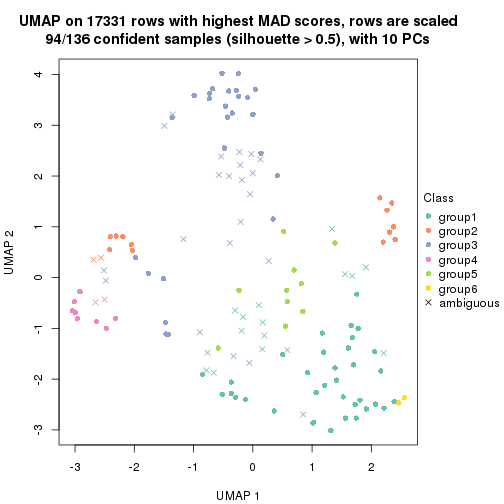 UMAP on 17331 rows with highest MAD scores, rows are scaled
94/136 confident samples (silhouette > 0.5), with 10 PCs
4
3
2
1
0
-1
-2
-3
UMAP 2
-3
-2
-1
0
1
2
UMAP 1
Class
group1
group2
group3
group4
group5
group6
ambiguous